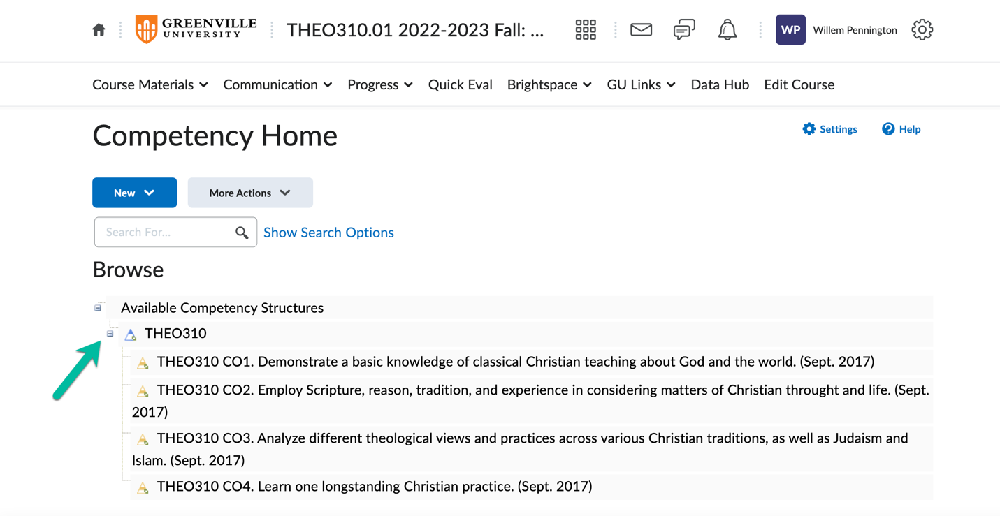 GREENVILLE
UNIVERSITY
THEO310.01 2022-2023 Fall: ...
WP
Willem Pennington
Course Materials
Communication
Progress
Quick Eval
Brightspace
GU Links
Data Hub
Edit Course
Competency Home
Settings
Help
New
More Actions
Search For...
Show Search Options
Browse
Available Competency Structures
THEO310
THEO310 CO1. Demonstrate a basic knowledge of classical Christian teaching about God and the world. (Sept. 2017)
THEO310 CO2. Employ Scripture, reason, tradition, and experience in considering matters of Christian throught and life. (Sept.
2017)
THEO310 CO3. Analyze different theological views and practices across various Christian traditions, as well as Judaism and
Islam. (Sept. 2017)
THEO310 CO4. Learn one longstanding Christian practice. (Sept. 2017)